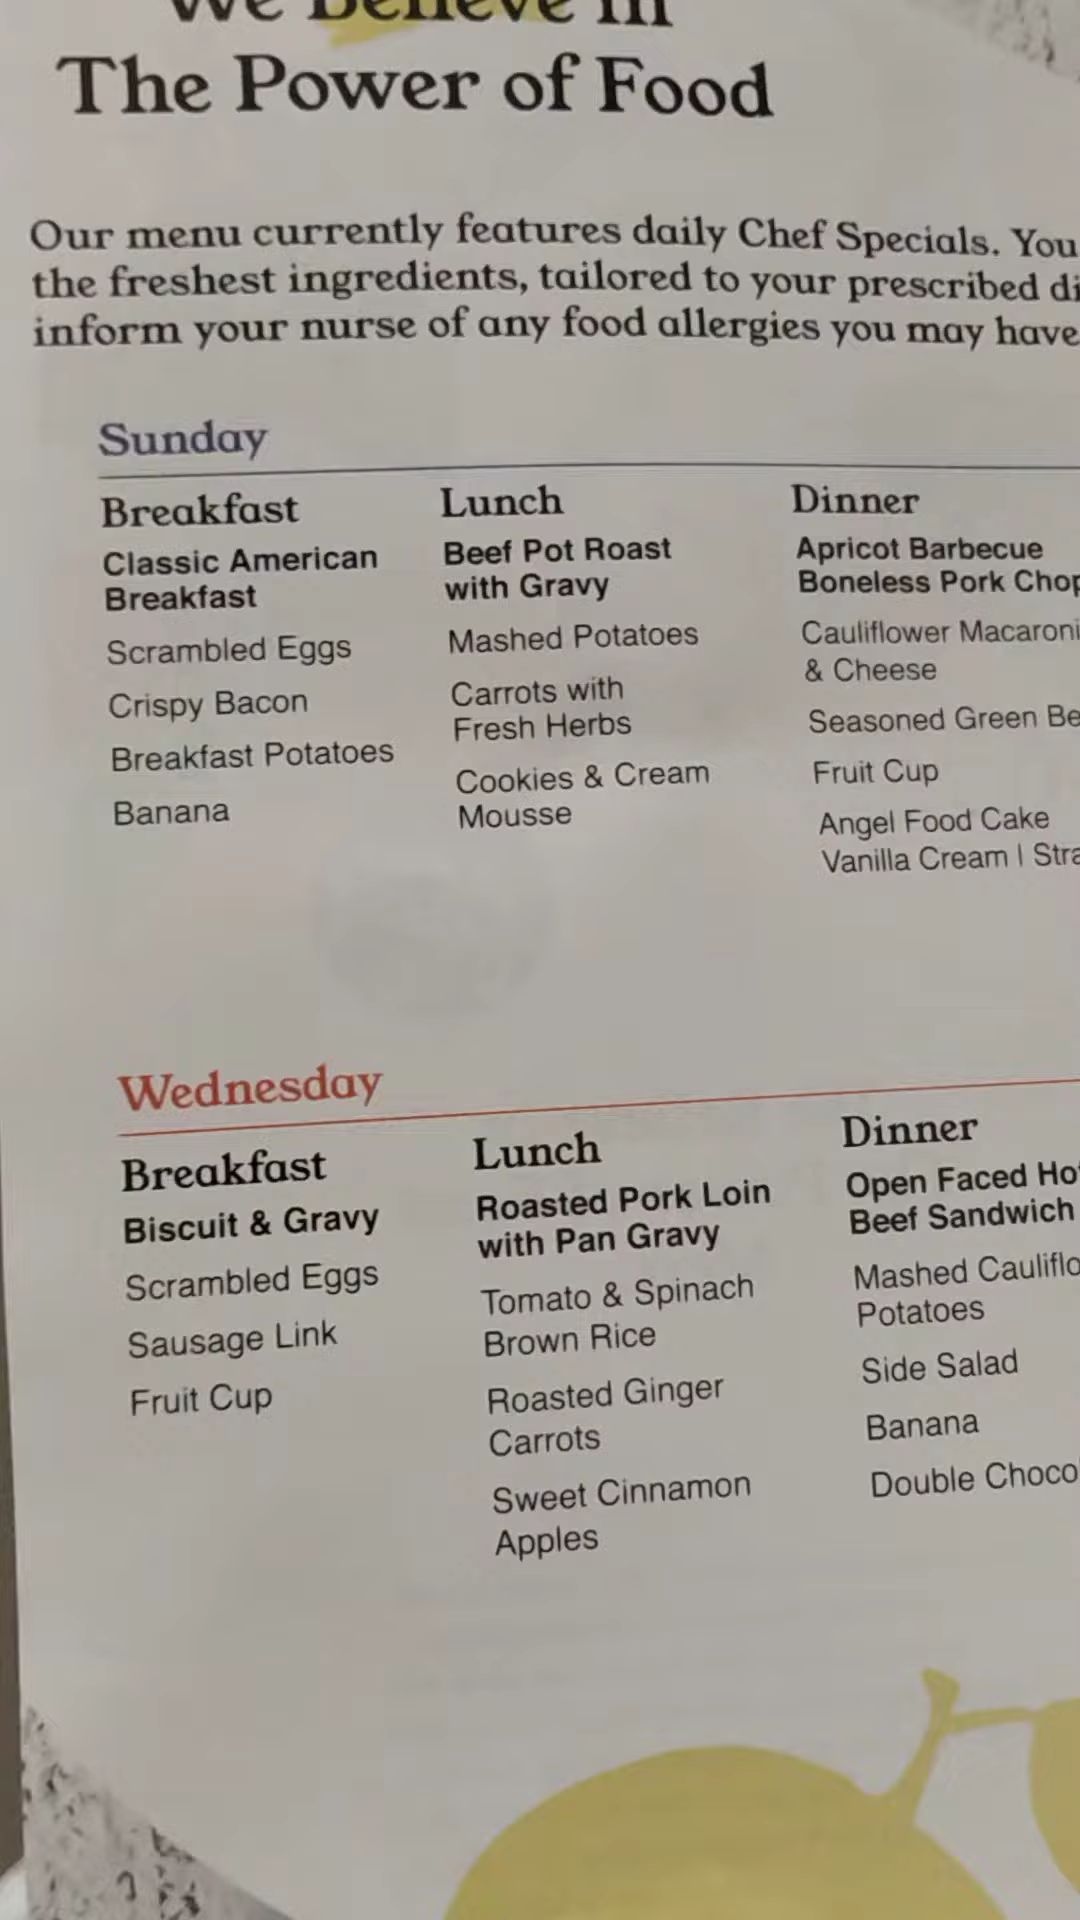 We Believe in
The Power of Food
Our menu currently features daily Chef Specials. You
the freshest ingredients, tailored to your prescribed
inform your nurse of any food allergies you may have
Sunday
Breakfast
Classic American
Breakfast
Scrambled Eggs
Crispy Bacon
Breakfast Potatoes
Banana
Lunch
Beef Pot Roast
with Gravy
Mashed Potatoes
Carrots with
Fresh Herbs
Cookies & Cream
Mousse
Dinner
Apricot Barbecue
Boneless Pork Chop
Cauliflower Macaroni
& Cheese
Seasoned Green
Fruit Cup
Angel Food Cake
Vanilla Cream |
Wednesday
Breakfast
Biscuit & Gravy
Scrambled Eggs
Sausage Link
Fruit Cup
Lunch
Roasted Pork Loin
with Pan Gravy
Tomato & Spinach
Brown Rice
Roasted Ginger
Carrots
Sweet Cinnamon
Apples
Dinner
Open Faced
Beef Sandwich
Mashed
Potatoes
Side Salad
Banana
Double